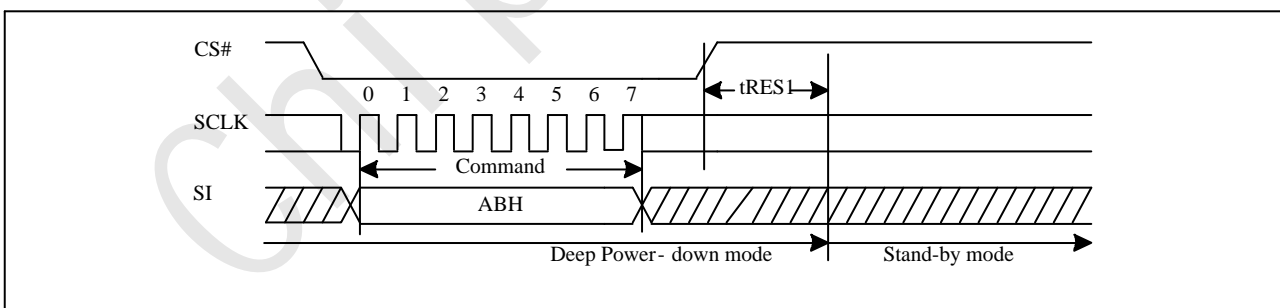 CS#
tRES1
0 1 2 3 4 5 6 7
SCLK
Command
SI
ABH
Deep Power- down mode Stand-by mode
Chip